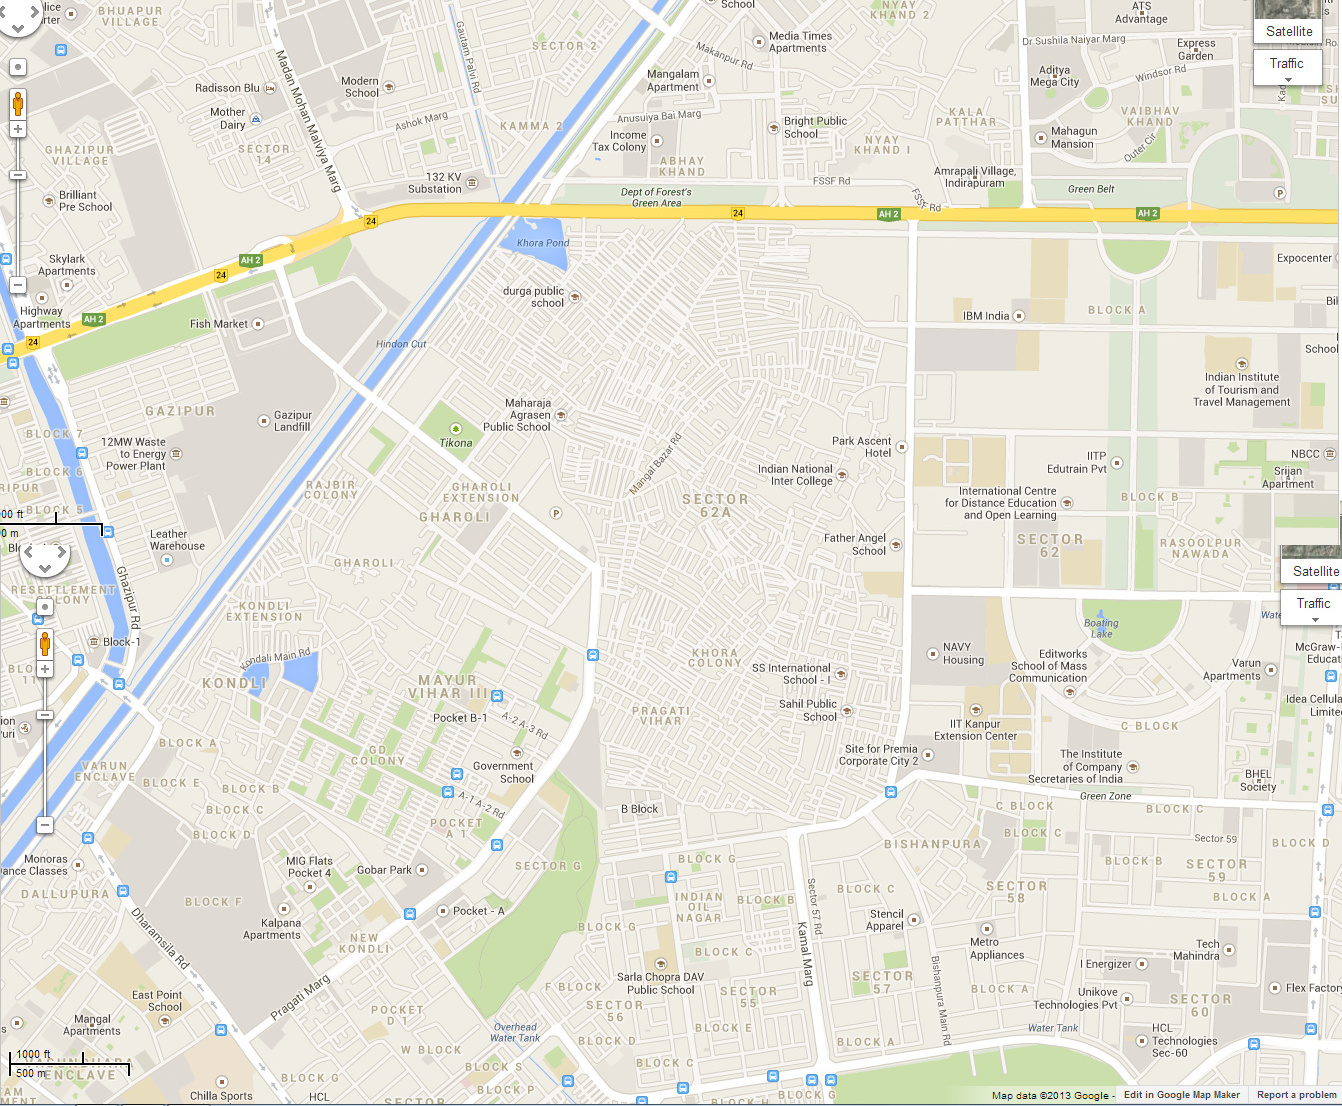 BHUAPUR
VILLAGE
SECTOR 2
Gautam Palvi Rd
Madan Mohan Malviya Marg
School
NYAY
KHAND 2
ATS
Advantage
Satellite
Traffic
Media Times
Apartments
Makanpur Rd
Dr Sushila Naiyar Marg
Express
Garden
Windsor Rd
Aditya
Mega City
Radisson Blu
Modern
School
Mangalam
Apartment
Mother
Dairy
Ashok Marg
KAMMA 2
Anusuiya Bai Marg
Income
Tax Colony
Bright Public
School
KALA
PATTHAR
VAIBHAV
KHAND
Mahagun
Mansion
Outer Cir
GHAZIPUR
VILLAGE
SECTOR
14
NYAY
KHAND I
ABHAY
KHAND
132 KV
Substation
FSSF Rd
FSSF Rd
Amrapali Village,
Indirapuram
Green Belt
Dept of Forest's
Green Area
Brilliant
Pre School
24
24
AH 2
AH 2
Khora Pond
Skylark
Apartments
AH 2
24
Expocenter
Highway
Apartments
AH 2
24
durga public
school
Fish Market
Hindon Cut
IBM India
BLOCK A
School
Indian Institute
of Tourism and
Travel Management
GAZIPUR
Gazipur
Landfill
Maharaja
Agrasen
Public School
Tikona
Mangal Bazar Rd
Park Ascent
Hotel
BLOCK 7
12MW Waste
to Energy
Power Plant
BLOCK 6
BLOCK 5
RAJBIR
COLONY
GHAROLI
EXTENSION
GHAROLI
Indian National
Inter College
SECTOR
62A
IITP
Edutrain Pvt
NBCC
Srijan
Apartment
International Centre
for Distance Education
and Open Learning
BLOCK B
Leather
Warehouse
Father Angel
School
SECTOR
62
RASOOLPUR
NAWADA
Satellite
Traffic
GHAROLI
RESETTLEMENT
COLONY
Ghazipur Rd
KONDLI
EXTENSION
Block-1
Kondali Main Rd
KONDLI
MAYUR
VIHAR III
Pocket B-1
A-2 A-3 Rd
KHORA
COLONY
SS International
School - I
Sahil Public
School
PRAGATI
VIHAR
NAVY
Housing
Boating
Lake
Editworks
School of Mass
Communication
Varun
Apartments
IIT Kanpur
Extension Center
C BLOCK
Site for Premia
Corporate City 2
The Institute
of Company
Secretaries of India
BHEL
Society
BLOCK A
VARUN
ENCLAVE
BLOCK E
BLOCK B
BLOCK C
BLOCK D
GD
COLONY
Government
School
A-1 A-2 Rd
POCKET
A 1
B Block
Green Zone
C BLOCK
BLOCK C
BLOCK C
Sector 59
BLOCK D
BISHANPURA
BLOCK B
SECTOR
59
BLOCK A
Monoras
DALLUPURA
MIG Flats
Pocket 4
Gobar Park
SECTOR G
BLOCK G
INDIAN
OIL
NAGAR
BLOCK B
BLOCK C
SECTOR
58
BLOCK F
Kalpana
Apartments
Pocket - A
NEW
KONDLI
BLOCK G
BLOCK C
Sector 57 Rd
Kamal Marg
Stencil
Apparel
Metro
Appliances
Tech
Mahindra
Dharamsila Rd
Pragati Marg
Sarla Chopra DAV
Public School
SECTOR
57
Bishanpura Main Rd
I Energizer
East Point
School
F BLOCK
SECTOR
56
SECTOR
55
BLOCK A
Unikove
Technologies Pvt
SECTOR
60
Flex Factory
Mangal
Apartments
POCKET
D 1
Overhead
Water Tank
BLOCK E
Water Tank
HCL
Technologies
Sec-60
1000 ft
500 m
ENCLAVE
W BLOCK
BLOCK D
BLOCK A
BLOCK C
BLOCK S
BLOCK P
BLOCK G
HCL
Chilla Sports
Map data ©2013 Google -
Edit in Google Map Maker
Report a problem